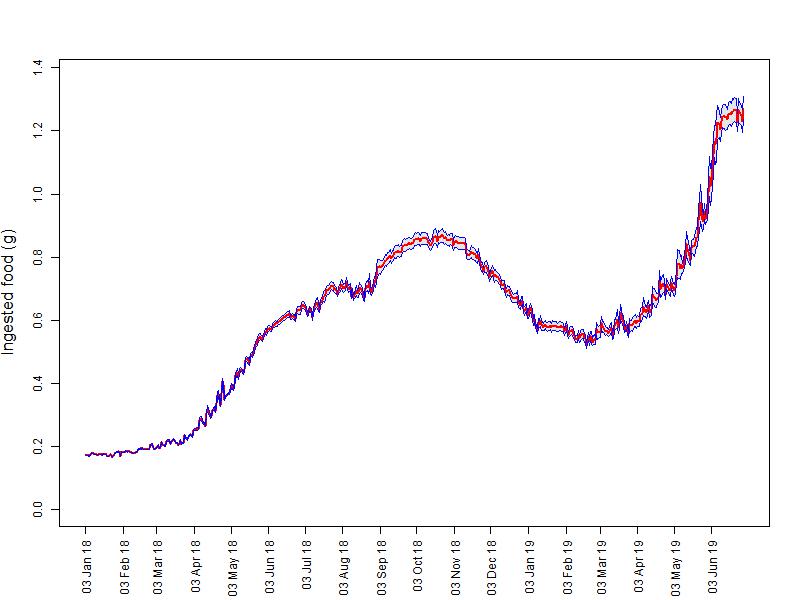 Ingested food (g)
1.4
1.2
1.0
0.8
0.6
0.4
0.2
0.0
03 Jan 18
03 Feb 18
03 Mar 18
03 Apr 18
03 May 18
03 Jun 18
03 Jul 18
03 Aug 18
03 Sep 18
03 Oct 18
03 Nov 18
03 Dec 18
03 Jan 19
03 Feb 19
03 Mar 19
03 Apr 19
03 May 19
03 Jun 19